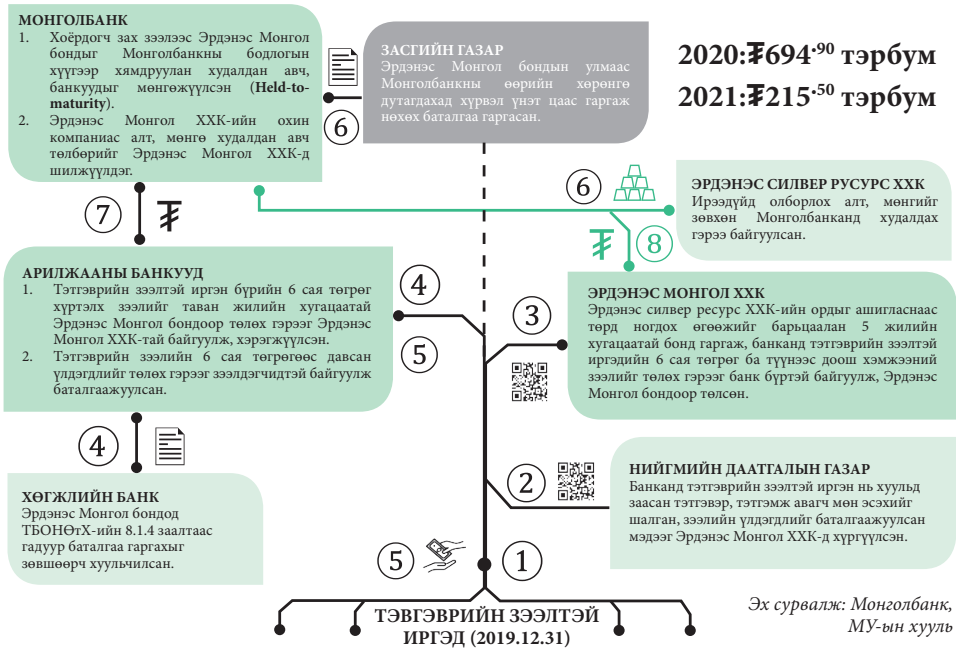 МОНГОЛБАНК
1. Хоёрдогч зах зээлээс Эрдэнэс Монгол
бондыг Монголбанкны бодлогын
хүүгээр хямдруулан худалдан авч,
банкуудыг мөнгөжүүлсэн (Held-to-
maturity).
2. Эрдэнэс Монгол ХХК-ийн охин
компаниас алт, мөнгө худалдан авч
төлбөрийг Эрдэнэс Монгол ХХК-д
шилжүүлдэг.
6
ЗАСГИЙН ГАЗАР
Эрдэнэс Монгол бондын улмаас
Монголбанкны өөрийн хөрөнгө
дутагдахад хүрвэл үнэт цаас гаргаж
нөхөх баталгаа гаргасан.
2020:₮694.90 тэрбум
2021:₮215.50 тэрбум
7
₮
6
ЭРДЭНЭС СИЛВЕР РУСУРС ХХК
Ирээдүйд олборлох алт, мөнгийг
зөвхөн Монголбанканд худалдах
гэрээ байгуулсан.
₮
8
АРИЛЖААНЫ БАНКУУД
1. Тэтгэврийн зээлтэй иргэн бүрийн 6 сая төгрөг
хүртэлх зээлийг таван жилийн хугацаатай
Эрдэнэс Монгол бондоор төлөх гэрээг Эрдэнэс
Монгол ХХК-тай байгуулж, хэрэгжүүлсэн.
2. Тэтгэврийн зээлийн 6 сая төгрөгөөс давсан
үлдэгдлийг төлөх гэрээг зээлдэгчидтэй байгуулж
баталгаажуулсан.
4
5
3
ЭРДЭНЭС МОНГОЛ ХХК
Эрдэнэс силвер ресурс ХХК-ийн ордыг ашигласнаас
төрд ногдох өгөөжийг барьцаалан 5 жилийн
хугацаатай бонд гаргаж, банканд тэтгэврийн зээлтэй
иргэдийн 6 сая төгрөг ба түүнээс доош хэмжээний
зээлийг төлөх гэрээг банк бүртэй байгуулж, Эрдэнэс
Монгол бондоор төлсөн.
4
ХӨГЖЛИЙН БАНК
Эрдэнэс Монгол бондод
ТБОНӨтХ-ийн 8.1.4 заалтаас
гадуур баталгаа гаргахыг
зөвшөөрч хуульчилсан.
2
НИЙГМИЙН ДААТГАЛЫН ГАЗАР
Банканд тэтгэврийн зээлтэй иргэн нь хуульд
заасан тэтгэвэр, тэтгэмж авагч мөн эсэхийг
шалган, зээлийн үлдэгдлийг баталгаажуулсан
мэдээг Эрдэнэс Монгол ХХК-д хүргүүлсэн.
5
1
ТЭВГЭВРИЙН ЗЭЭЛТЭЙ
ИРГЭД (2019.12.31)
Эх сурвалж: Монголбанк,
МУ-ын хууль